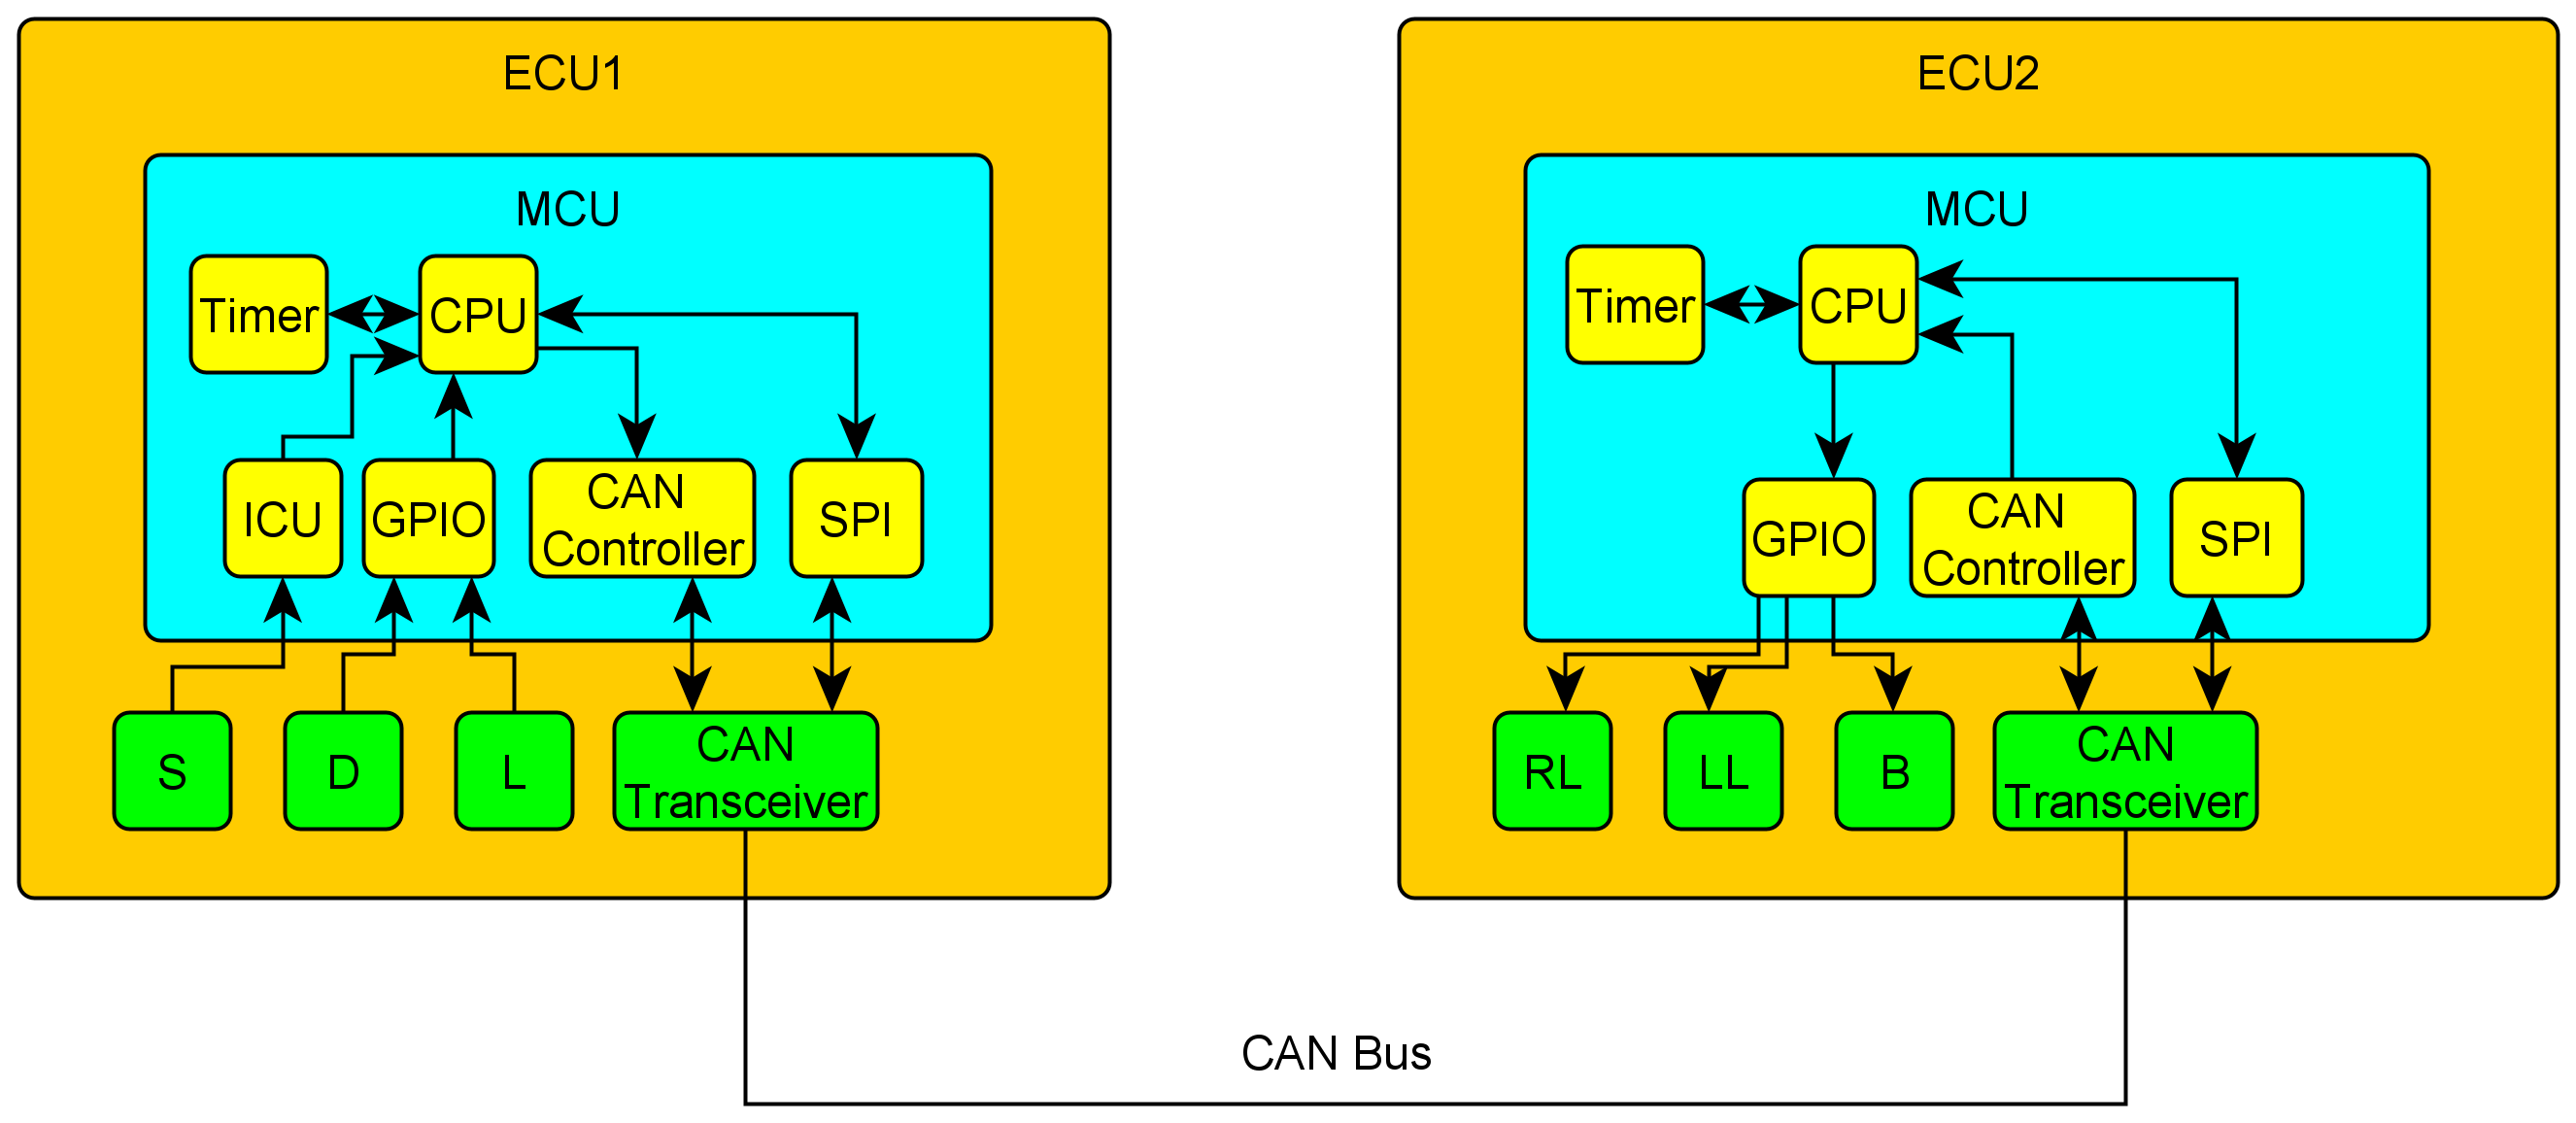 ECU1
MCU
Timer
CPU
ICU
GPIO
CAN
Controller
SPI
S
D
L
CAN
Transceiver
ECU2
MCU
Timer
CPU
GPIO
CAN
Controller
SPI
RL
LL
B
CAN
Transceiver
CAN Bus